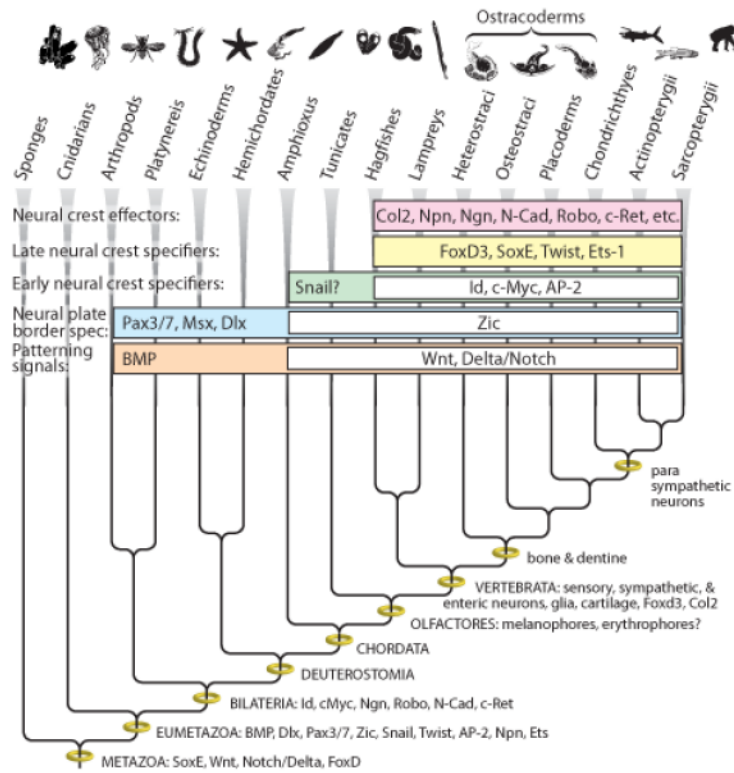 Ostracoderms
Sponges
Cnidarians
Arthropods
Platynereis
Echinoderms
Hemichordates
Amphioxus
Tunicates
Hagfishes
Lampreys
Heterostraci
Osteostraci
Placoderms
Chondrichthyes
Actinopterygii
Sarcopterygii
Neural crest effectors:
Col2, Npn, Ngn, N-Cad, Robo, c-Ret, etc.
Late neural crest specifiers:
FoxD3, SoxE, Twist, Ets-1
Early neural crest specifiers:
Snail?
Id, c-Myc, AP-2
Neural plate
border spec:
Pax3/7, Msx, Dlx
Zic
Patterning
signals:
BMP
Wnt, Delta/Notch
para
sympathetic
neurons
bone & dentine
VERTEBRATA: sensory, sympathetic, &
enteric neurons, glia, cartilage, Foxd3, Col2
OLFACTORES: melanophores, erythrophores?
CHORDATA
DEUTEROSTOMIA
BILATERIA: Id, cMyc, Ngn, Robo, N-Cad, c-Ret
EUMETAZOA: BMP, Dlx, Pax3/7, Zic, Snail, Twist, AP-2, Npn, Ets
METAZOA: SoxE, Wnt, Notch/Delta, FoxD